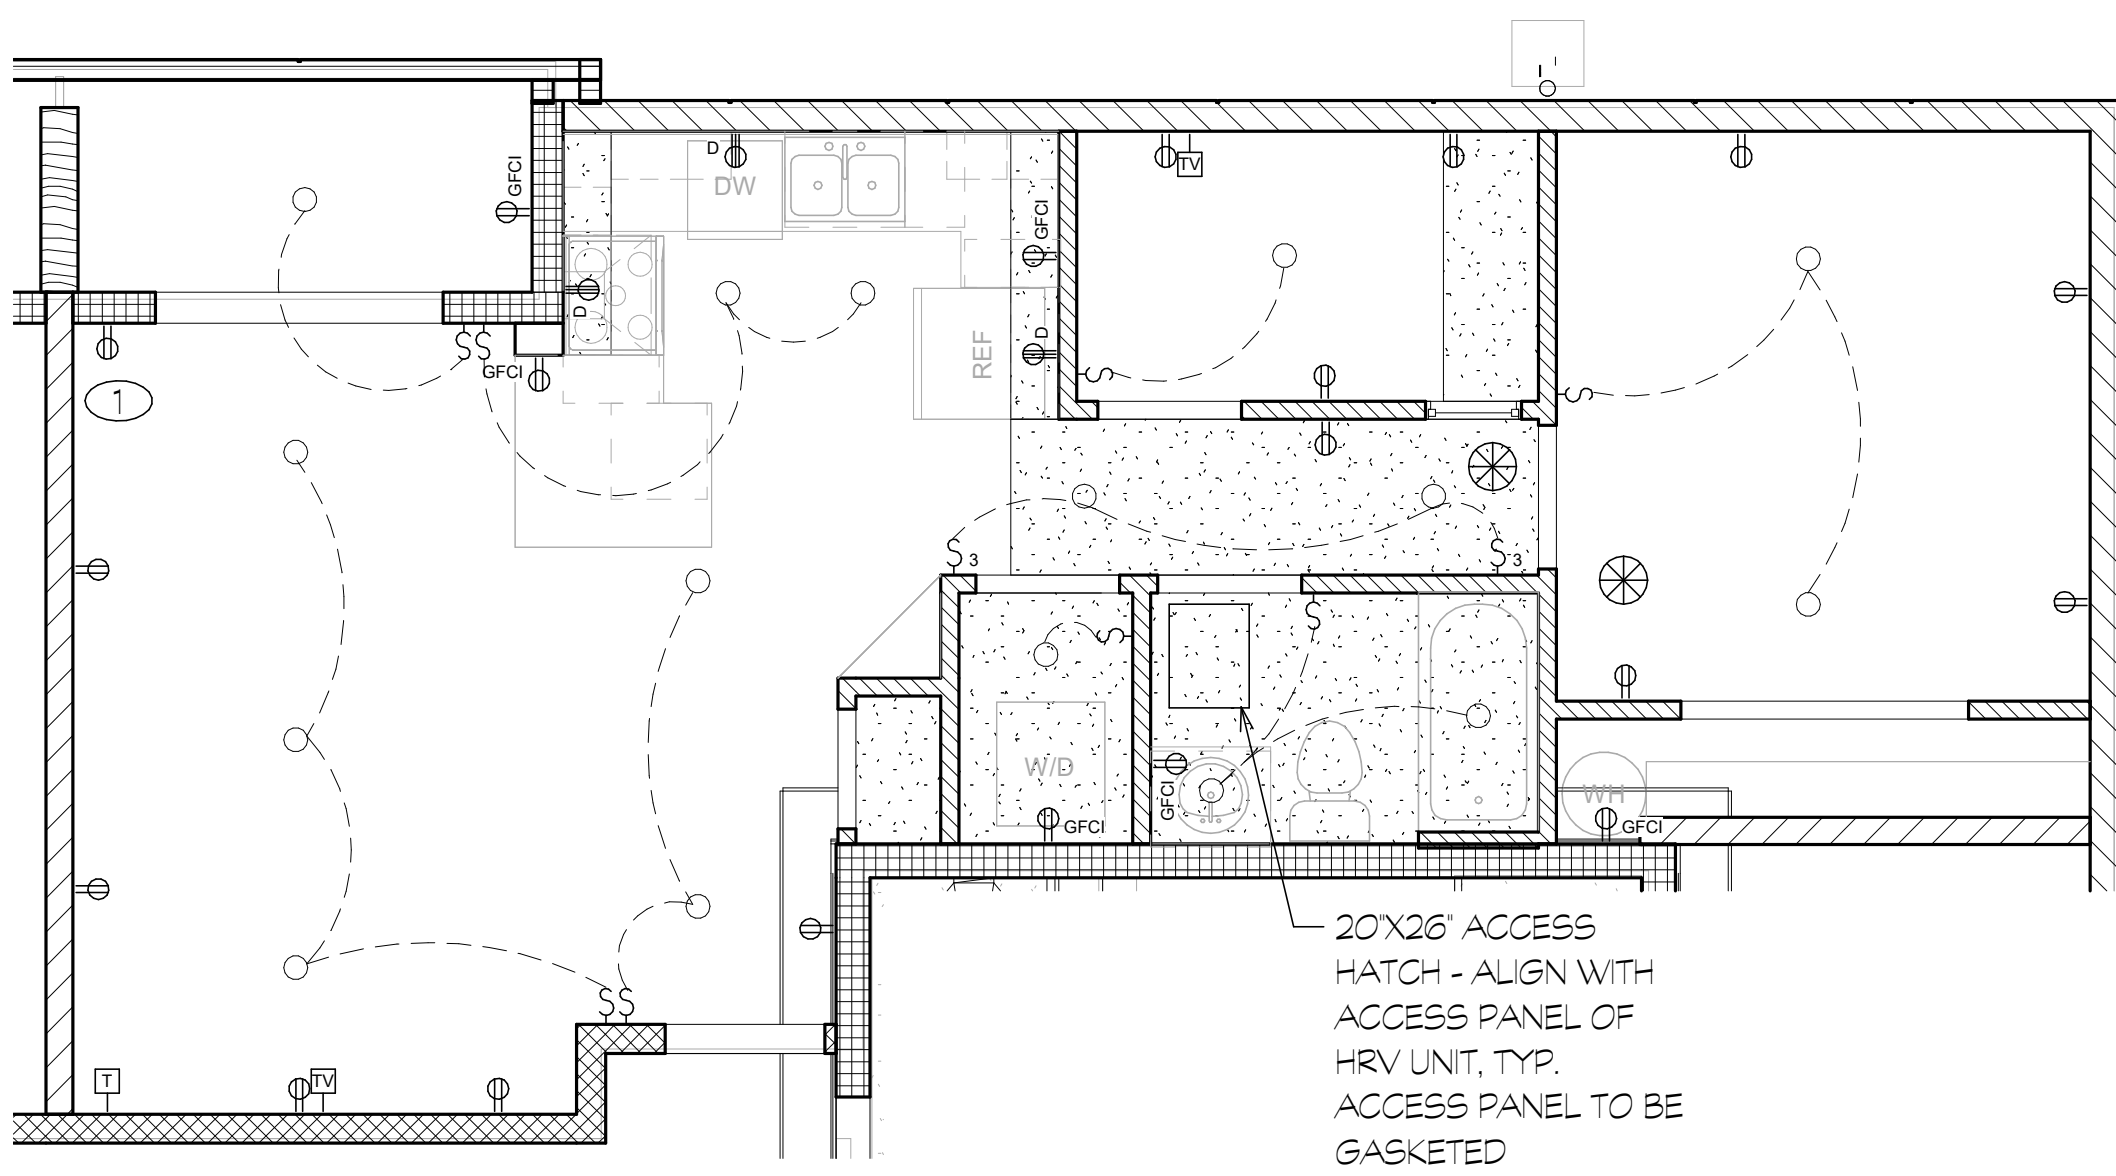 I
D
GFCI
TV
DW
GFCI
D
D
REF
S
S
GFCI
S
S
1
S
3
S
3
S
S
W/D
GFCI
GFCI
WH
GFCI
20"X26" ACCESS
HATCH - ALIGN WITH
ACCESS PANEL OF
HRV UNIT, TYP.
ACCESS PANEL TO BE
GASKETED
S
S
T
TV